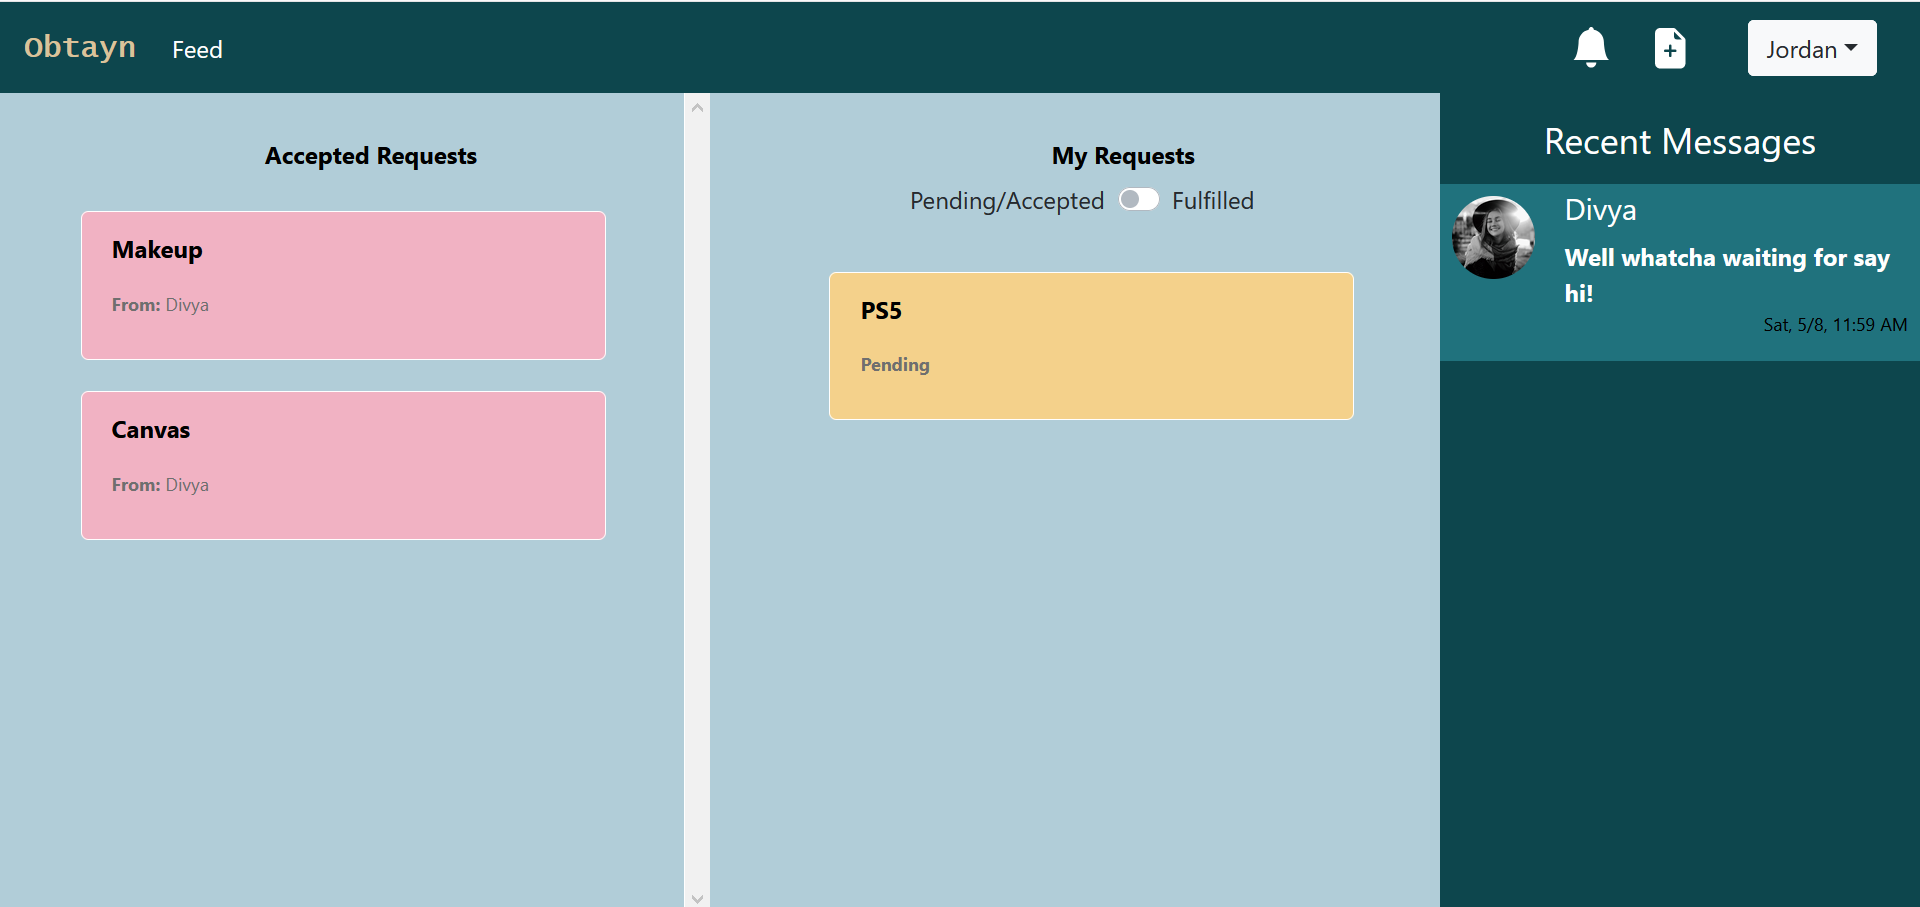 Obtayn
Feed
Jordan
Accepted Requests
Makeup
From: Divya
Canvas
From: Divya
My Requests
Pending/Accepted Fulfilled
PS5
Pending
Recent Messages
Divya
Well whatcha waiting for say
hi!
Sat, 5/8, 11:59 AM